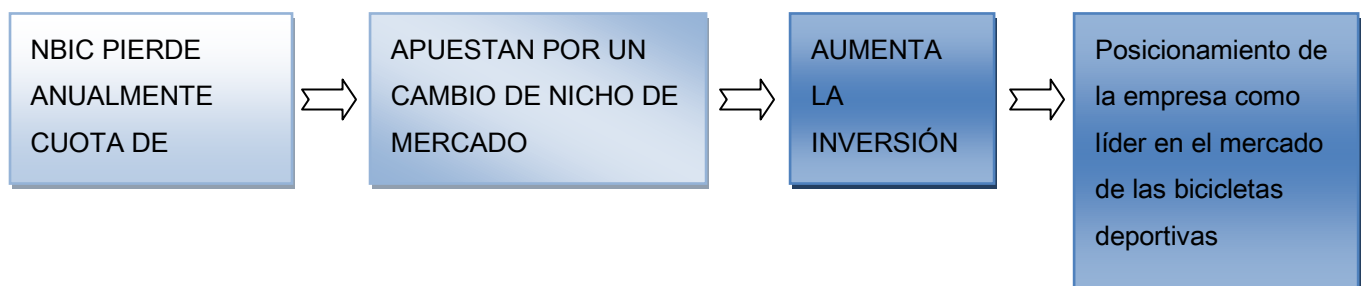 NBIC PIERDE
ANUALMENTE
CUOTA DE
APUESTAN POR UN
CAMBIO DE NICHO DE
MERCADO
AUMENTA
LA
INVERSIÓN
Posicionamiento de
la empresa como
líder en el mercado
de las bicicletas
deportivas